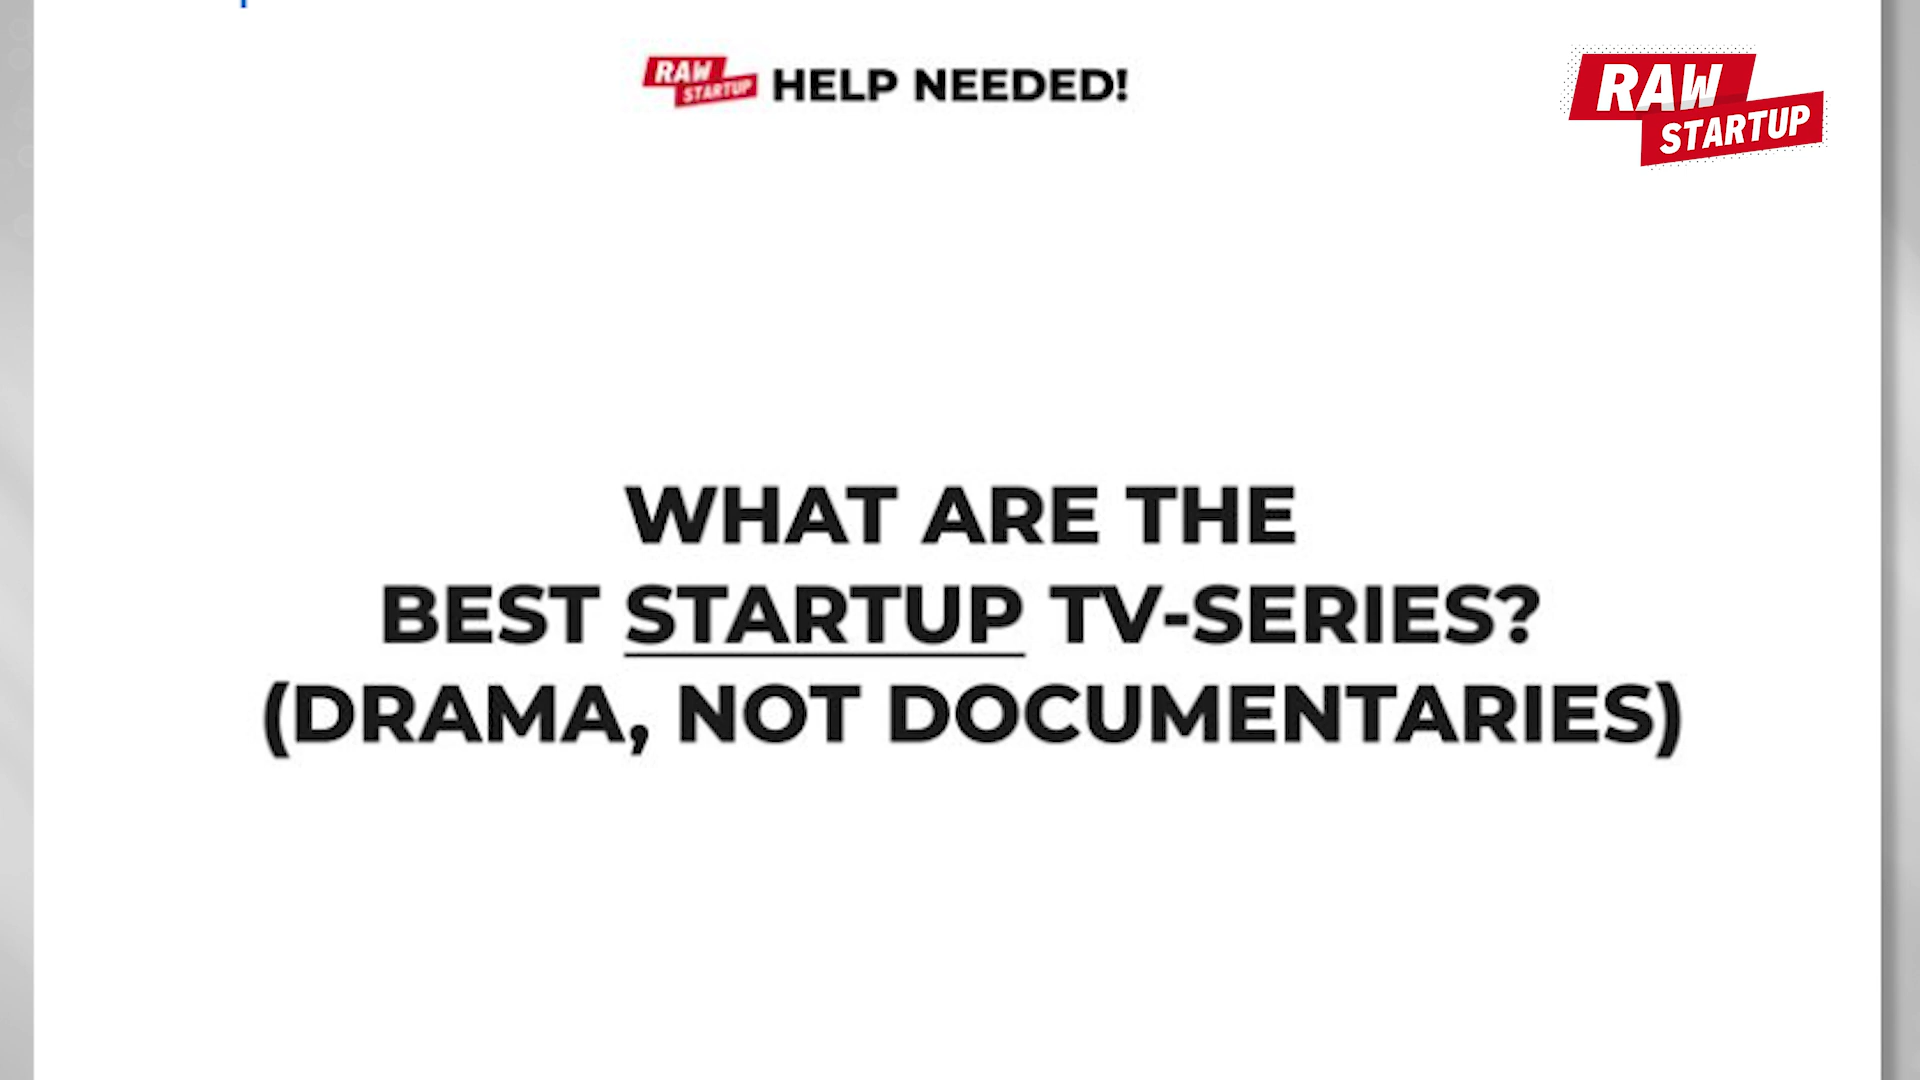 RAW
STARTUP
HELP NEEDED!
RAW
STARTUP
WHAT ARE THE
BEST STARTUP TV-SERIES?
(DRAMA, NOT DOCUMENTARIES)